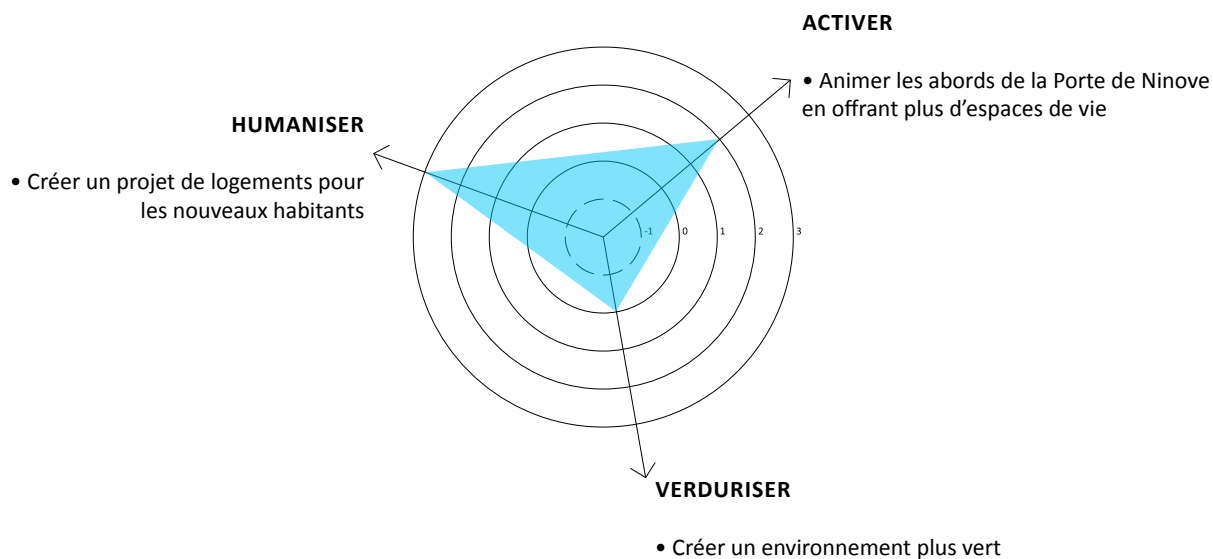 ACTIVER
• Animer les abords de la Porte de Ninove
en offrant plus d'espaces de vie
HUMANISER
• Créer un projet de logements pour
les nouveaux habitants
-1 0 1 2 3
VERDURISER
• Créer un environnement plus vert